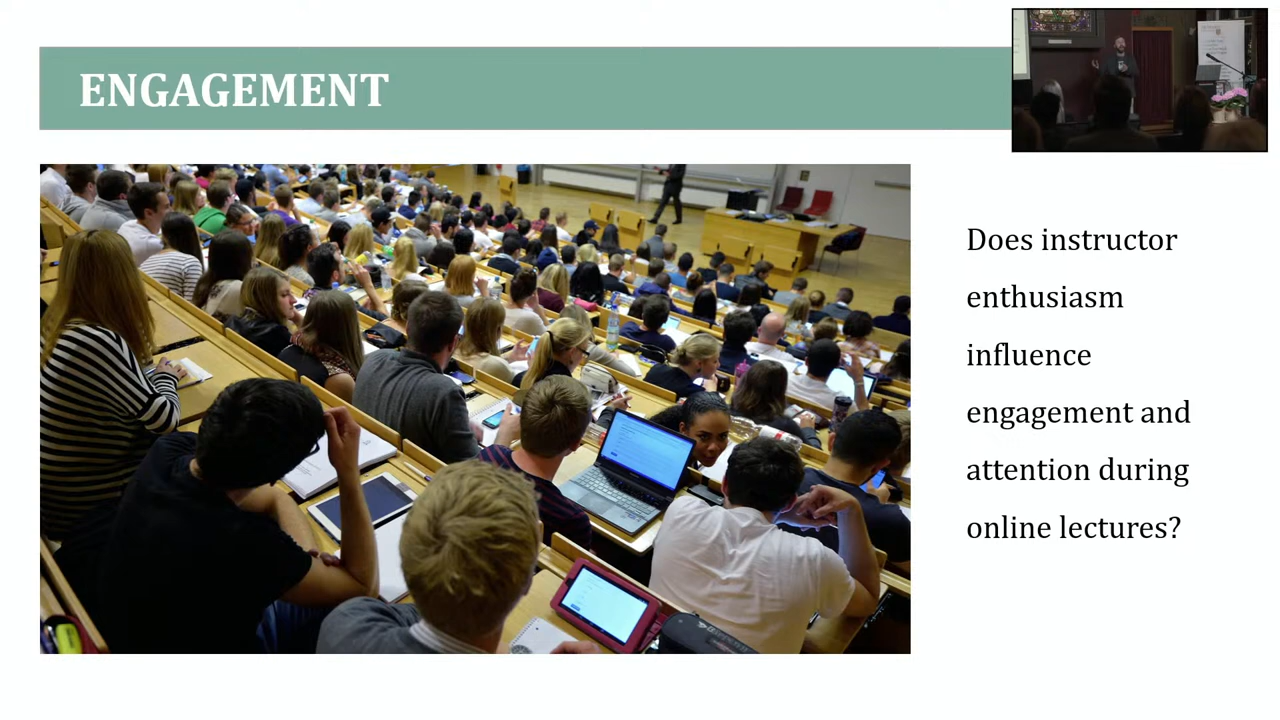 ENGAGEMENT
Does instructor
enthusiasm
influence
engagement and
attention during
online lectures?